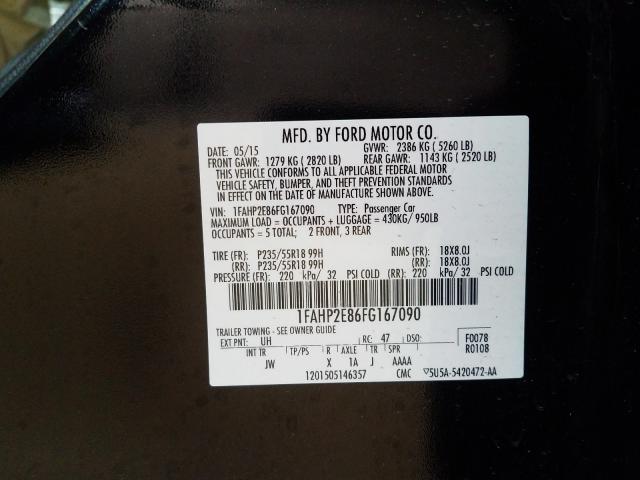 MFD. BY FORD MOTOR CO.
DATE: 05/15 GVWR: 2386 KG ( 5260 LB)
FRONT GAWR: 1279 KG ( 2820 LB) REAR GAWR: 1143 KG ( 2520 LB)
THIS VEHICLE CONFORMS TO ALL APPLICABLE FEDERAL MOTOR
VEHICLE SAFETY, BUMPER, AND THEFT PREVENTION STANDARDS
IN EFFECT ON THE DATE OF MANUFACTURE SHOWN ABOVE.
VIN: 1FAHP2E86FG167090 TYPE: Passenger Car
MAXIMUM LOAD = OCCUPANTS + LUGGAGE = 430KG/ 950LB
OCCUPANTS = 5 TOTAL; 2 FRONT, 3 REAR
TIRE (FR): P235/55R18 99H RIMS (FR): 18X8.0J
(RR): P235/55R18 99H (RR): 18X8.0J
PRESSURE (FR): 220 kPa/ 32 PSI COLD (RR): 220 kPa/ 32 PSI COLD
1FAHP2E86FG167090
TRAILER TOWING - SEE OWNER GUIDE
EXT PNT: UH RC: 47 DSO: F0078
INT TR TP/PS R AXLE TR SPR R0108
JW X 1A J AAAA
1201505146357 CMC 5U5A-5420472-AA